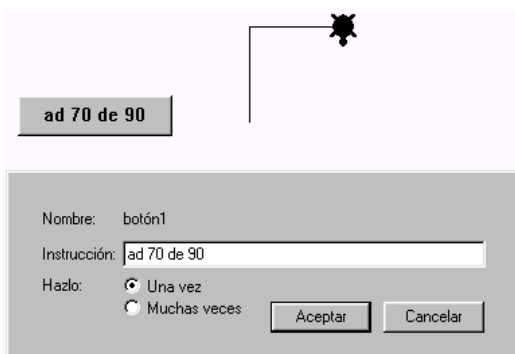 ad 70 de 90
Nombre: botón1
Instrucción: ad 70 de 90
Hazlo: Una vez
Muchas veces
Aceptar Cancelar